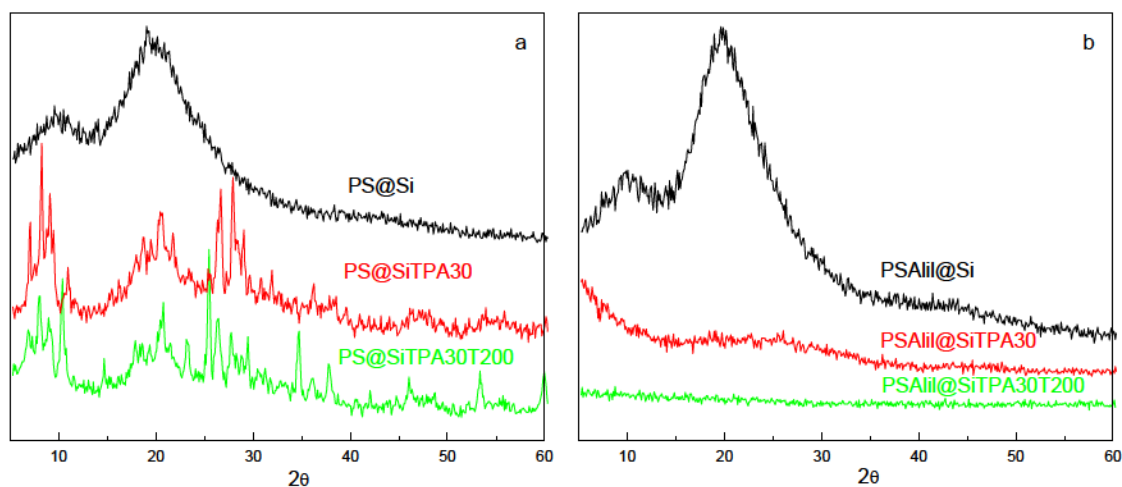 a
PS@Si
PS@SiTPA30
PS@SiTPA30T200
10 20 30 40 50 60
2θ
b
PSAlil@Si
PSAlil@SiTPA30
PSAlil@SiTPA30T200
10 20 30 40 50 60
2θ